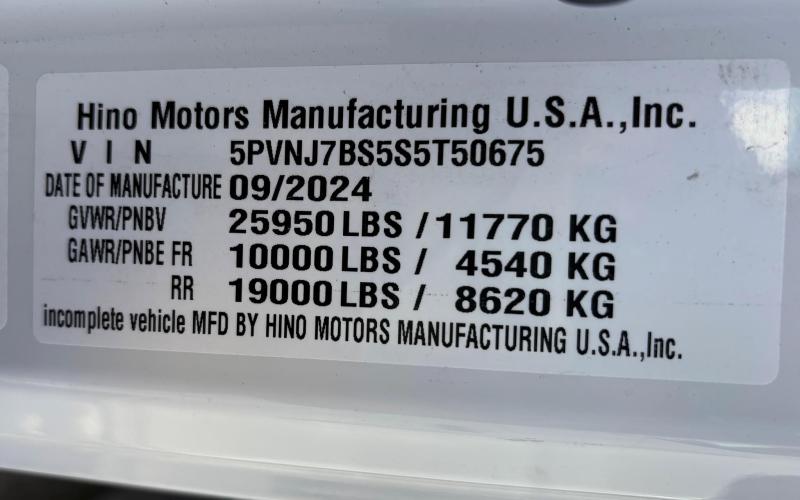 Hino Motors Manufacturing U.S.A.,Inc.
V I N 5PVNJ7BS5S5T50675
DATE OF MANUFACTURE 09/2024
GVWR/PNBV 25950 LBS / 11770 KG
GAWR/PNBE FR 10000 LBS / 4540 KG
RR 19000 LBS / 8620 KG
incomplete vehicle MFD BY HINO MOTORS MANUFACTURING U.S.A.,Inc.